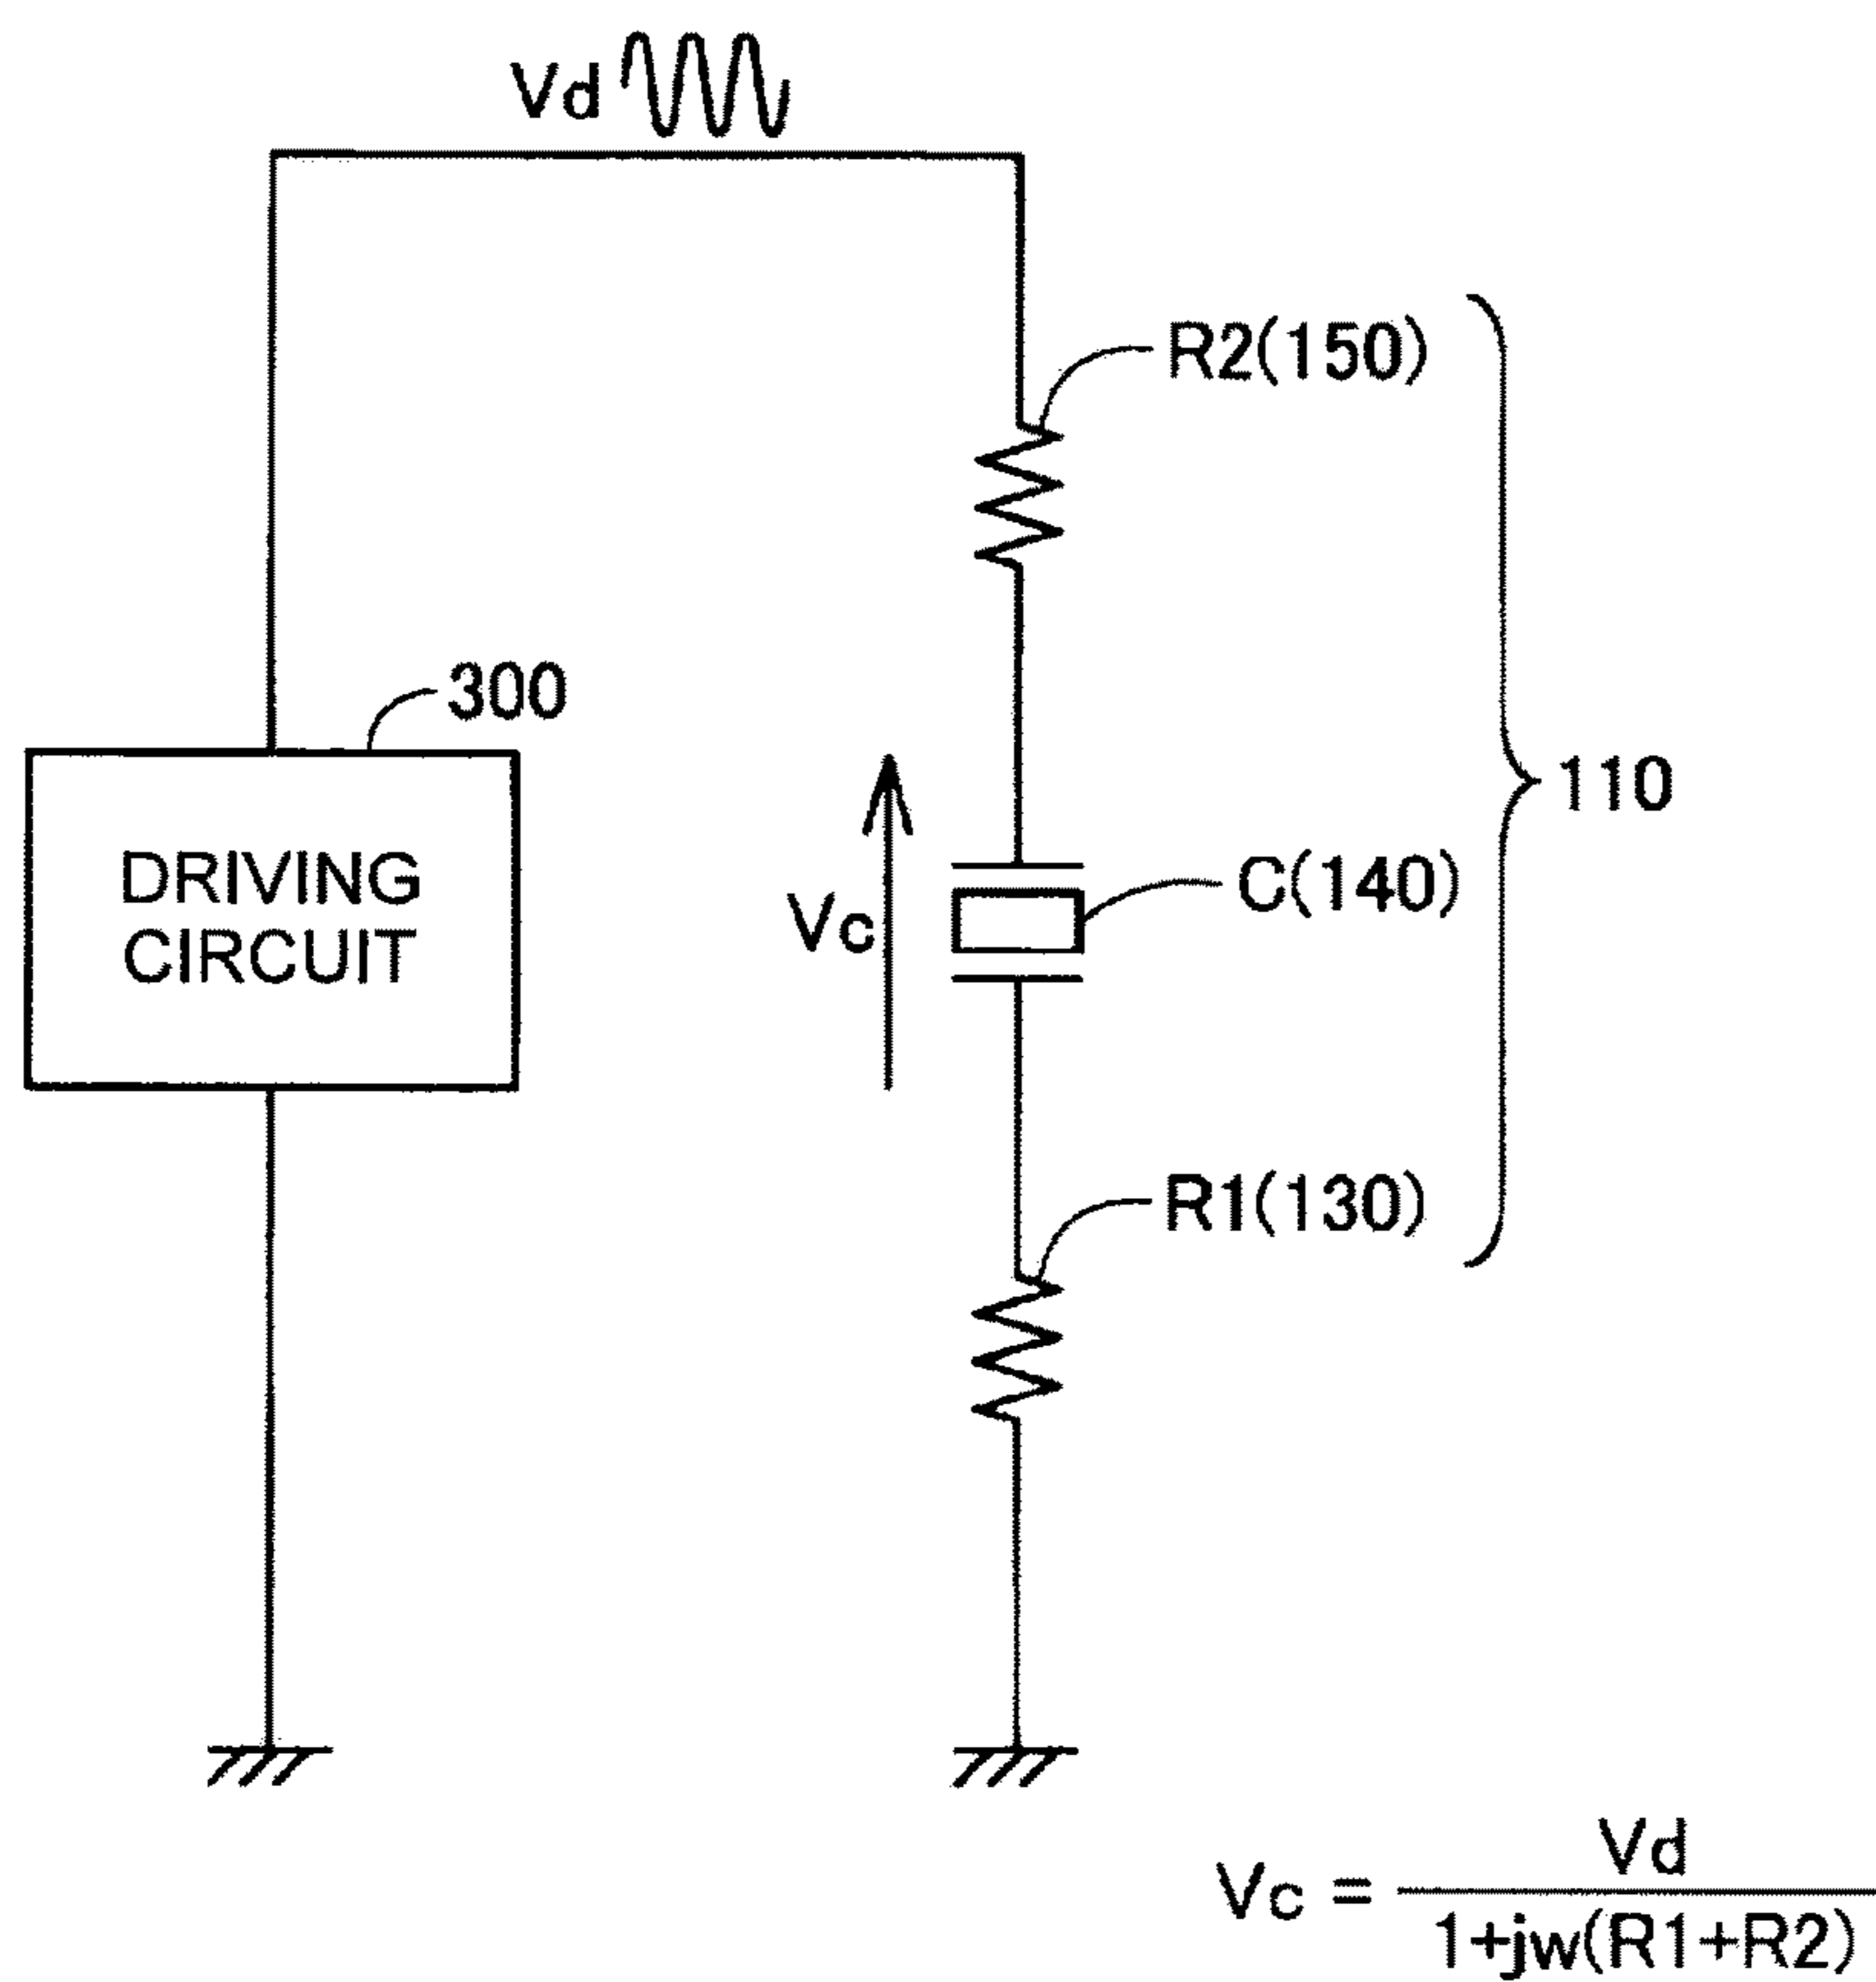 Vd
R2(150)
300
110
DRIVING
CIRCUIT
C(140)
Vc
R1(130)
Vc = Vd
1+jw(R1+R2)